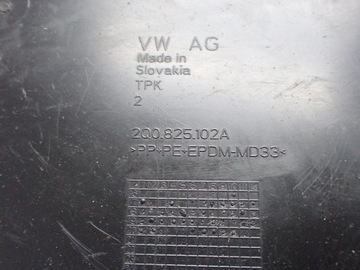 VW AG
Made in
Slovakia
TPK
2
2Q0.825.102A
>PP+PE+EPDM-MD33<